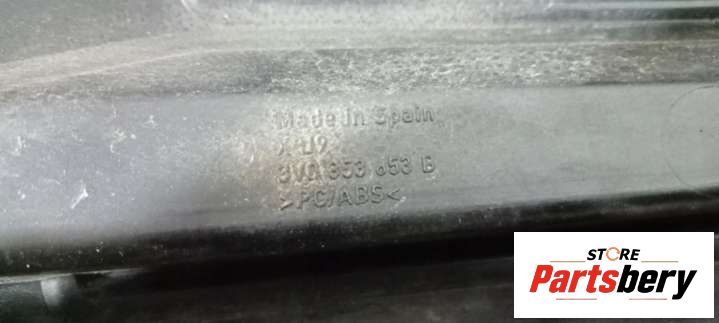 Made in Spain
3V0 853 653 B
>PC/ABS<
STORE
Partsbery